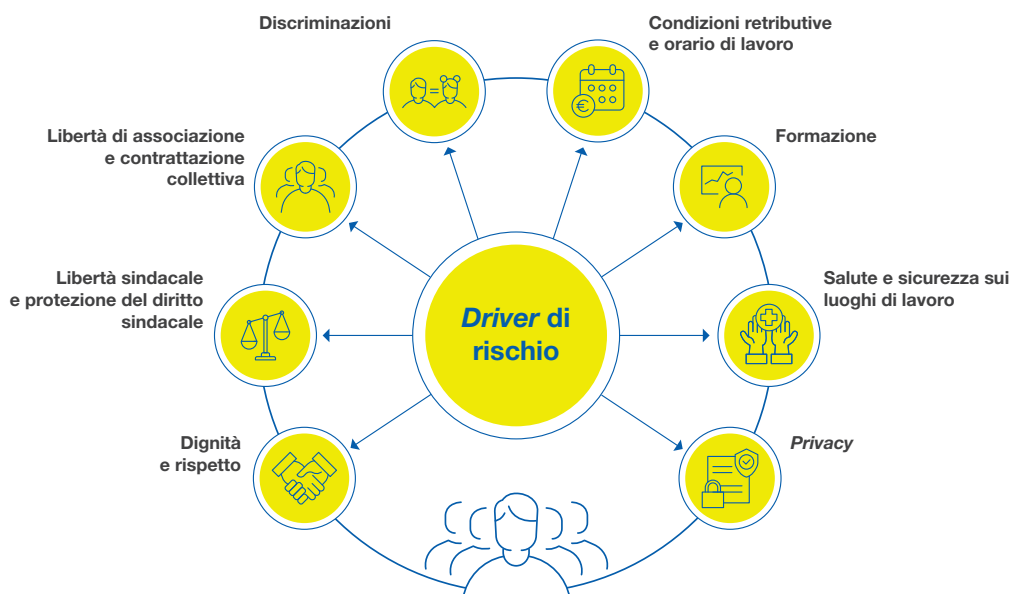 Discriminazioni
Condizioni retributive
e orario di lavoro
Libertà di associazione
e contrattazione
collettiva
Formazione
Libertà sindacale
e protezione del diritto
sindacale
Driver di
rischio
Salute e sicurezza sui
luoghi di lavoro
Dignità
e rispetto
Privacy